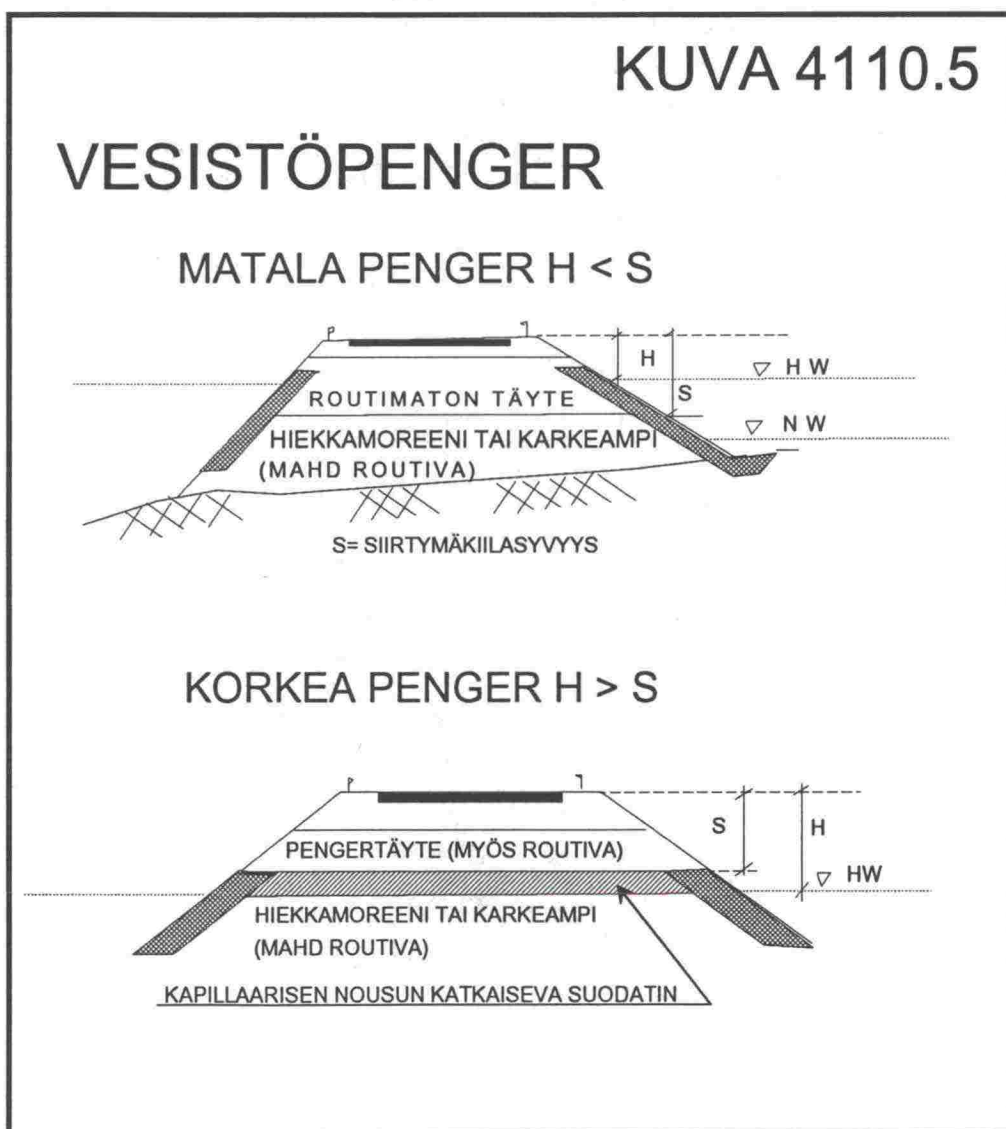 KUVA 4110.5
VESISTÖPENGER
MATALA PENGER H < S
H
S
H W
N W
ROUTIMATON TÄYTE
HIEKKAMOREENI TAI KARKEAMPI
(MAHD ROUTIVA)
S= SIIRTYMÄKIILASYVYYS
KORKEA PENGER H > S
S
H
HW
PENGERTÄYTE (MYÖS ROUTIVA)
HIEKKAMOREENI TAI KARKEAMPI
(MAHD ROUTIVA)
KAPILLAARISEN NOUSUN KATKAISEVA SUODATIN